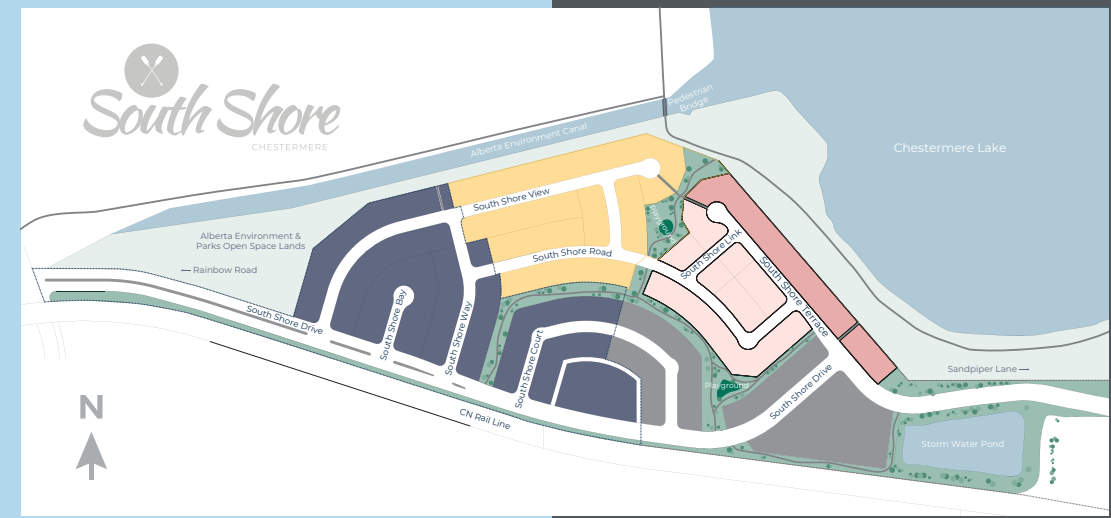 South Shore
CHESTERMERE
Pedestrian
Bridge
Alberta Environment Canal
Chestermere Lake
South Shore View
Alberta Environment &
Parks Open Space Lands
Rainbow Road
South Shore Road
South Shore Link
South Shore Terrace
South Shore Drive
South Shore Bay
South Shore Way
South Shore Court
Sandpiper Lane
Playground
South Shore Drive
CN Rail Line
Storm Water Pond
N